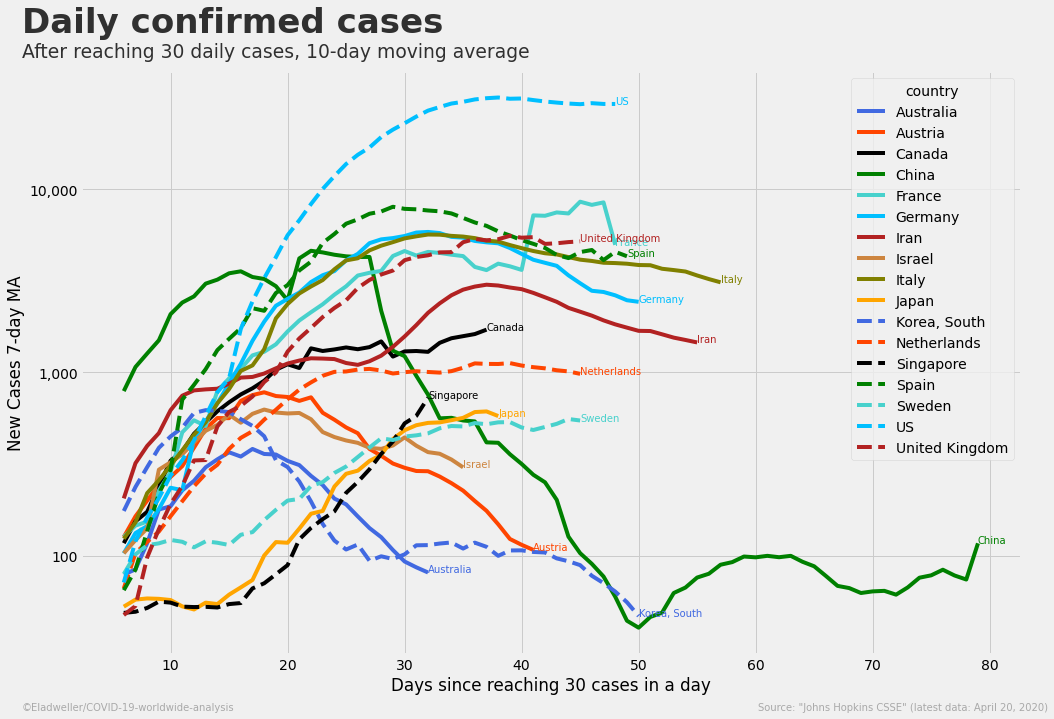 Daily confirmed cases
After reaching 30 daily cases, 10-day moving average
New Cases 7-day MA
10,000
1,000
100
US
United Kingdom
France
Spain
Italy
Germany
Canada
Iran
Netherlands
Singapore
Japan
Sweden
Israel
Austria
China
Australia
Korea, South
country
Australia
Austria
Canada
China
France
Germany
Iran
Israel
Italy
Japan
Korea, South
Netherlands
Singapore
Spain
Sweden
US
United Kingdom
10 20 30 40 50 60 70 80
Days since reaching 30 cases in a day
©Eladweller/COVID-19-worldwide-analysis
Source: "Johns Hopkins CSSE" (latest data: April 20, 2020)